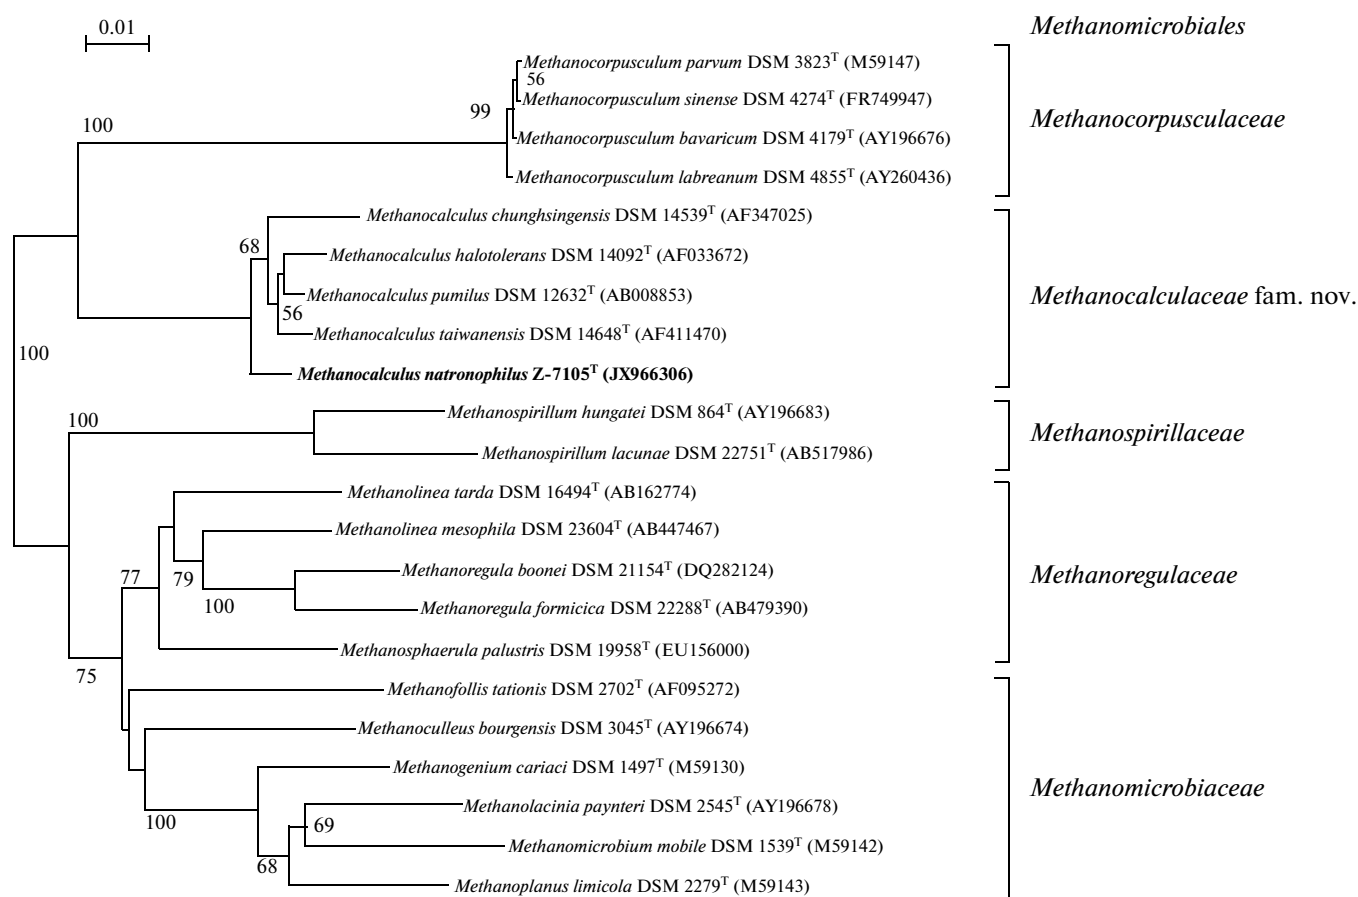 0.01
Methanomicrobiales
Methanocorpusculum parvum DSM 3823ᵀ (M59147)
56
Methanocorpusculum sinense DSM 4274ᵀ (FR749947)
99
Methanocorpusculaceae
100
Methanocorpusculum bavaricum DSM 4179ᵀ (AY196676)
Methanocorpusculum labreanum DSM 4855ᵀ (AY260436)
Methanocalculus chunghsingensis DSM 14539ᵀ (AF347025)
68
Methanocalculus halotolerans DSM 14092ᵀ (AF033672)
Methanocalculus pumilus DSM 12632ᵀ (AB008853)
Methanocalculaceae fam. nov.
56
Methanocalculus taiwanensis DSM 14648ᵀ (AF411470)
100
Methanocalculus natronophilus Z-7105ᵀ (JX966306)
Methanospirillum hungatei DSM 864ᵀ (AY196683)
100
Methanospirillaceae
Methanospirillum lacunae DSM 22751ᵀ (AB517986)
Methanolinea tarda DSM 16494ᵀ (AB162774)
Methanolinea mesophila DSM 23604ᵀ (AB447467)
Methanoregula boonei DSM 21154ᵀ (DQ282124)
77
79
Methanoregulaceae
100
Methanoregula formicica DSM 22288ᵀ (AB479390)
Methanosphaerula palustris DSM 19958ᵀ (EU156000)
75
Methanofollis tationis DSM 2702ᵀ (AF095272)
Methanoculleus bourgensis DSM 3045ᵀ (AY196674)
Methanogenium cariaci DSM 1497ᵀ (M59130)
Methanomicrobiaceae
Methanolacinia paynteri DSM 2545ᵀ (AY196678)
100
69
Methanomicrobium mobile DSM 1539ᵀ (M59142)
68
Methanoplanus limicola DSM 2279ᵀ (M59143)